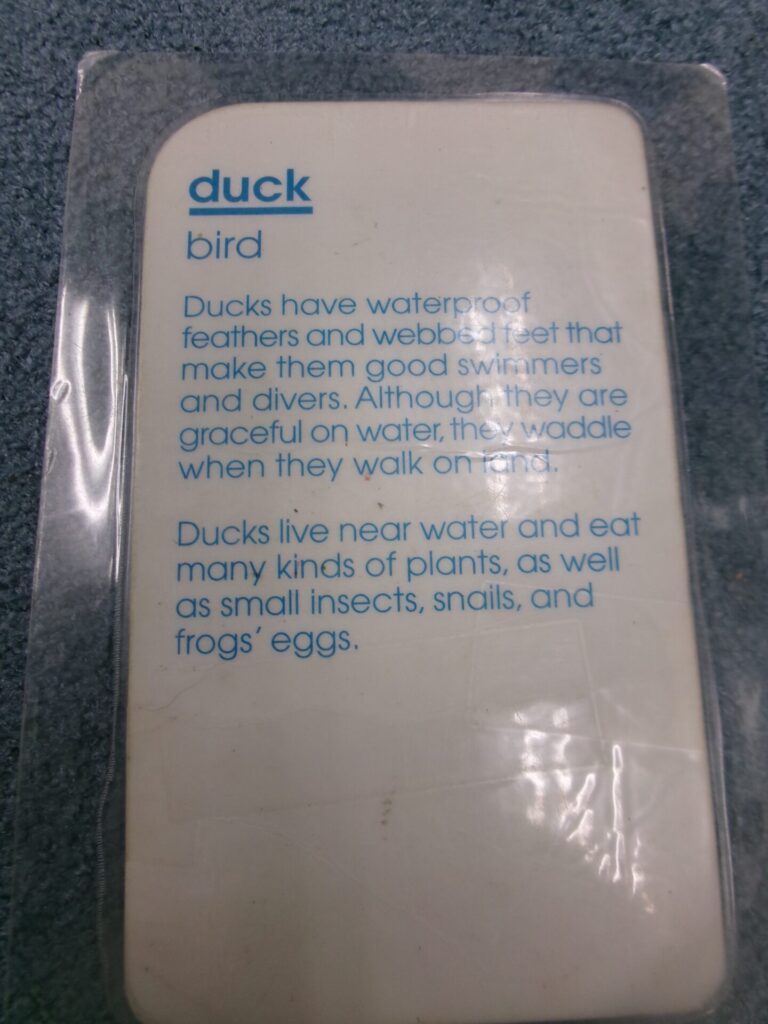 duck
bird
Ducks have waterproof
feathers and webbed feet that
make them good swimmers
and divers. Although they are
graceful on water, they waddle
when they walk on land.
Ducks live near water and eat
many kinds of plants, as well
as small insects, snails, and
frogs' eggs.